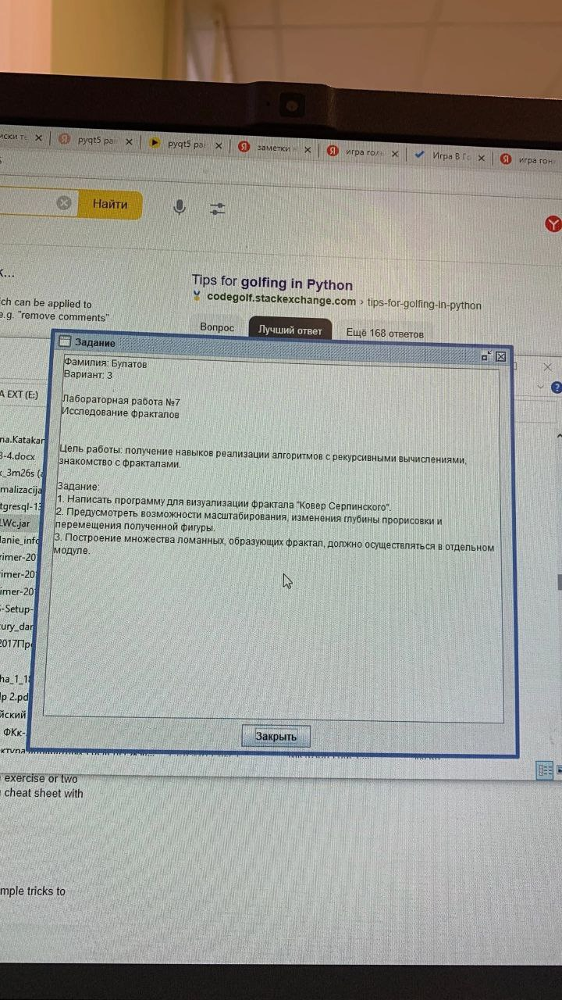 pyqt5 ра
pyqt5 ра
заметки
игра гол
Игра В Го
игра гон
Найти
Tips for golfing in Python
codegolf.stackexchange.com › tips-for-golfing-in-python
ch can be applied to
e.g. "remove comments"
Вопрос
Лучший ответ
Ещё 168 ответов
Задание
Фамилия: Булатов
Вариант: 3
Лабораторная работа №7
Исследование фракталов
Цель работы: получение навыков реализации алгоритмов с рекурсивными вычислениями,
знакомство с фракталами.
Задание:
1. Написать программу для визуализации фрактала "Ковер Серпинского".
2. Предусмотреть возможности масштабирования, изменения глубины прорисовки и
перемещения полученной фигуры.
3. Построение множества ломанных, образующих фрактал, должно осуществляться в отдельном
модуле.
Закрыть
A EXT (E:)
na.Katakar
3-4.docx
_3m26s (
malizacija
tgresql-13
LWc.jar
danie_info
rimer-20
rimer-20
imer-20
-Setup-
ury_dar
2017Пр
ha_1_1
lp 2.pd
йский
ФКк-
exercise or two
cheat sheet with
mple tricks to